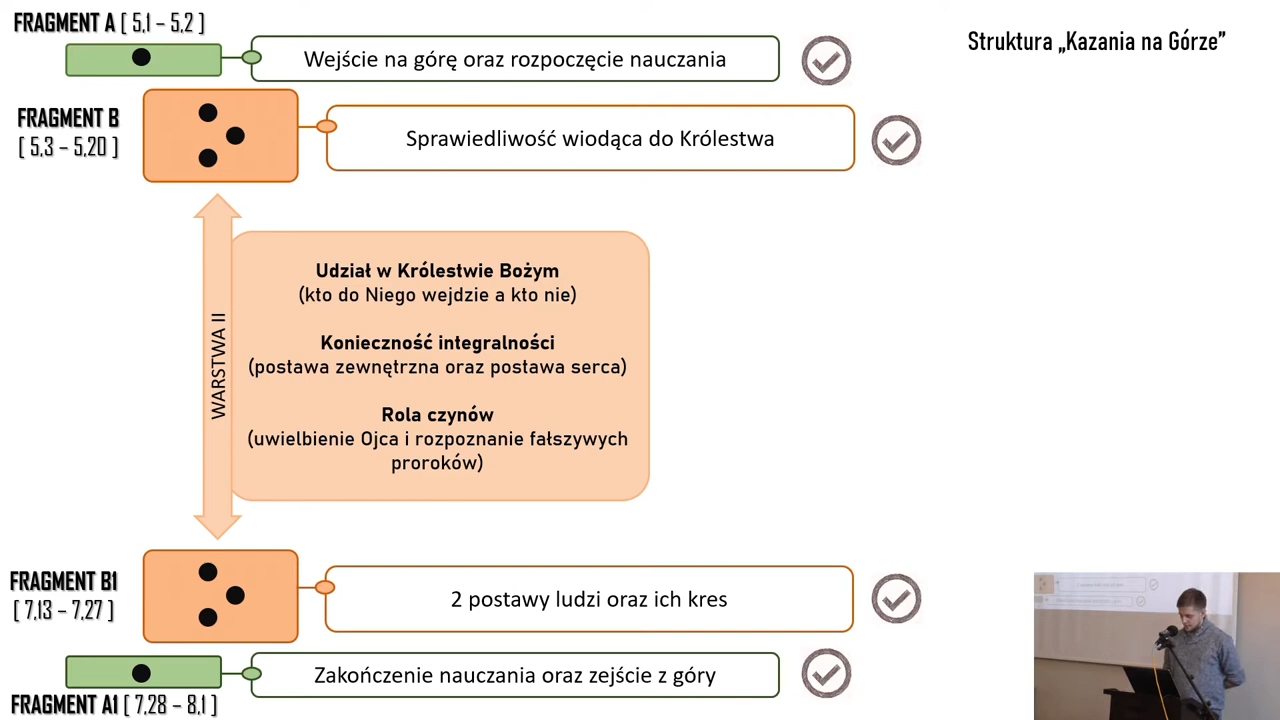 FRAGMENT A [ 5,1 – 5,2 ]
Struktura „Kazania na Górze”
Wejście na górę oraz rozpoczęcie nauczania
FRAGMENT B
[ 5,3 – 5,20 ]
Sprawiedliwość wiodąca do Królestwa
WARSTWA II
Udział w Królestwie Bożym
(kto do Niego wejdzie a kto nie)
Konieczność integralności
(postawa zewnętrzna oraz postawa serca)
Rola czynów
(uwielbienie Ojca i rozpoznanie fałszywych
proroków)
FRAGMENT B1
[ 7,13 – 7,27 ]
2 postawy ludzi oraz ich kres
Zakończenie nauczania oraz zejście z góry
FRAGMENT A1 [ 7,28 – 8,1 ]